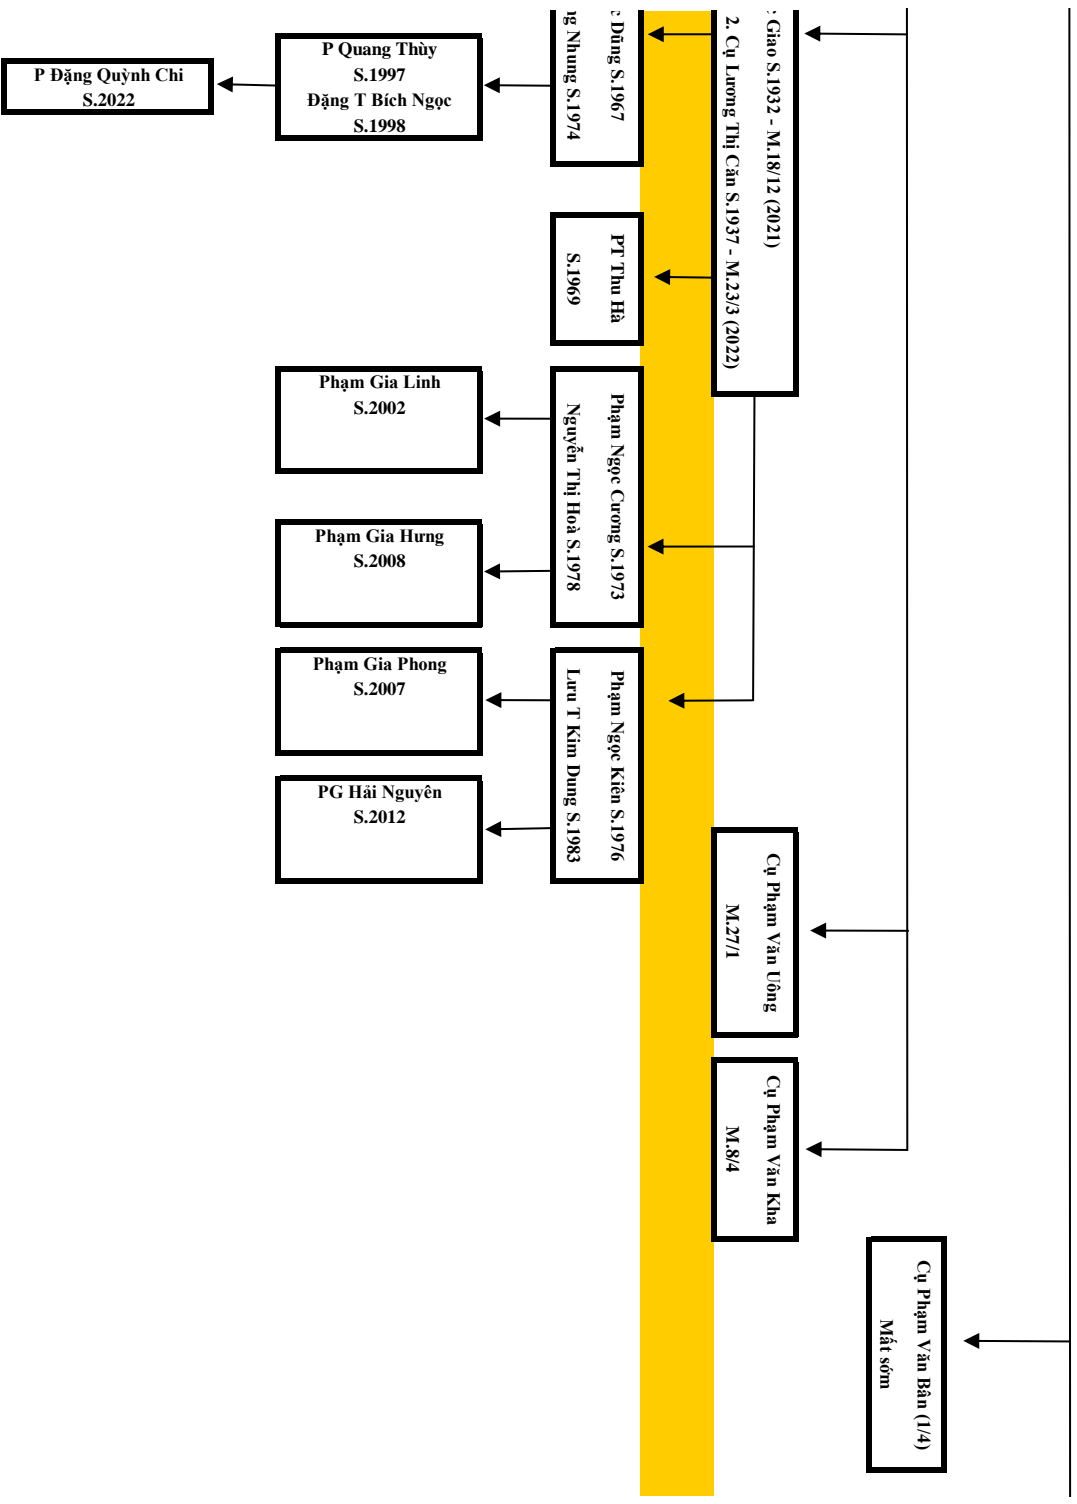 P Đặng Quỳnh Chi
S.2022
P Quang Thùy
S.1997
Đặng T Bích Ngọc
S.1998
Dũng S.1967
Nhung S.1974
Giao S.1932 - M.18/12 (2021)
2. Cụ Lương Thị Căn S.1937 - M.23/3 (2022)
PT Thu Hà
S.1969
Phạm Gia Linh
S.2002
Phạm Ngọc Cương S.1973
Nguyễn Thị Hoà S.1978
Phạm Gia Hưng
S.2008
Phạm Gia Phong
S.2007
Phạm Ngọc Kiên S.1976
Lưu T Kim Dung S.1983
PG Hải Nguyên
S.2012
Cụ Phạm Văn Uông
M.27/1
Cụ Phạm Văn Kha
M.8/4
Cụ Phạm Văn Bân (1/4)
Mất sớm